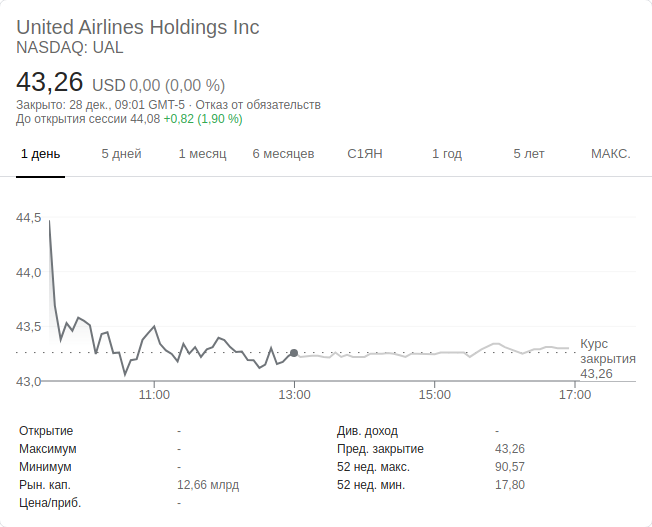 United Airlines Holdings Inc
NASDAQ: UAL
43,26 USD 0,00 (0,00 %)
Закрыто: 28 дек., 09:01 GMT-5 · Отказ от обязательств
До открытия сессии 44,08 +0,82 (1,90 %)
1 день 5 дней 1 месяц 6 месяцев С1ЯН 1 год 5 лет МАКС.
44,5
44,0
43,5
Курс
закрытия
43,26
43,0
11:00 13:00 15:00 17:00
Открытие - Див. доход -
Максимум - Пред. закрытие 43,26
Минимум - 52 нед. макс. 90,57
Рын. кап. 12,66 млрд 52 нед. мин. 17,80
Цена/приб. -